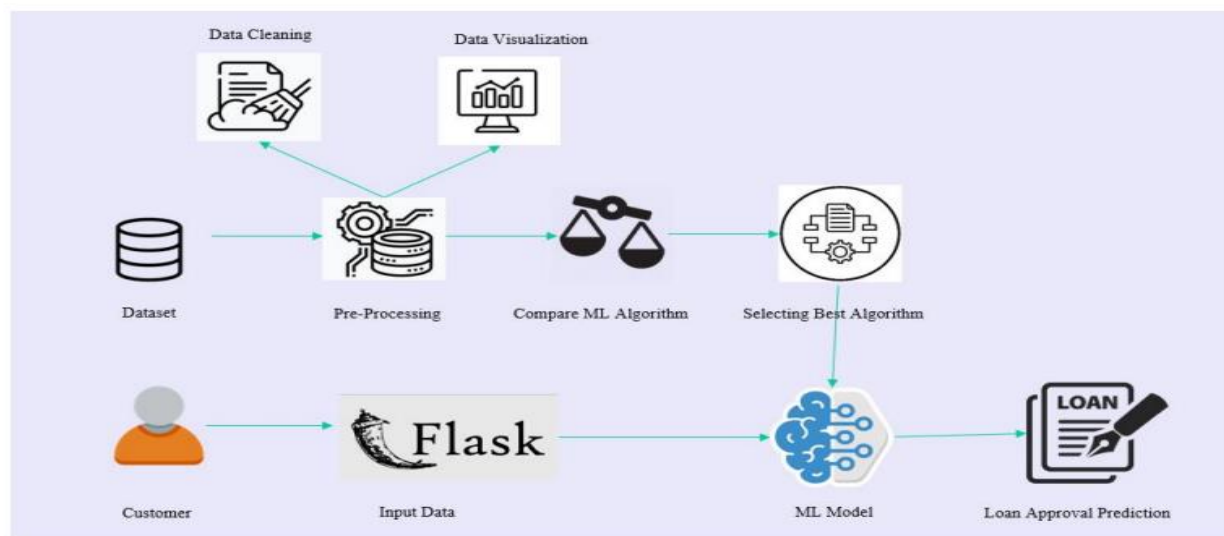 Data Cleaning
Data Visualization
Dataset
Pre-Processing
Compare ML Algorithm
Selecting Best Algorithm
Flask
LOAN
Customer
Input Data
ML Model
Loan Approval Prediction